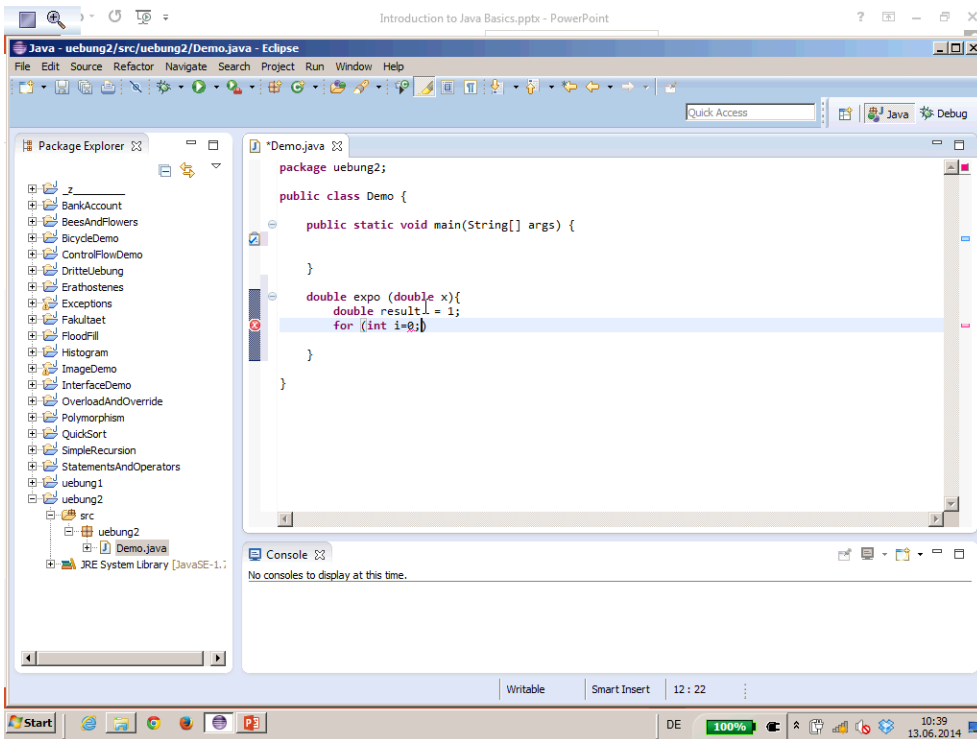 Introduction to Java Basics.pptx - PowerPoint
Java - uebung2/src/uebung2/Demo.java - Eclipse
File Edit Source Refactor Navigate Search Project Run Window Help
Quick Access
Java
Debug
Package Explorer
_z_________
BankAccount
BeesAndFlowers
BicycleDemo
ControlFlowDemo
DritteUebung
Erathostenes
Exceptions
Fakultaet
FloodFill
Histogram
ImageDemo
InterfaceDemo
OverloadAndOverride
Polymorphism
QuickSort
SimpleRecursion
StatementsAndOperators
uebung1
uebung2
src
uebung2
Demo.java
JRE System Library [JavaSE-1.7
*Demo.java
package uebung2;
public class Demo {
public static void main(String[] args) {
}
double expo (double x){
double result = 1;
for (int i=0;)
}
}
Console
No consoles to display at this time.
Writable
Smart Insert
12 : 22
Start
DE
100%
10:39
13.06.2014